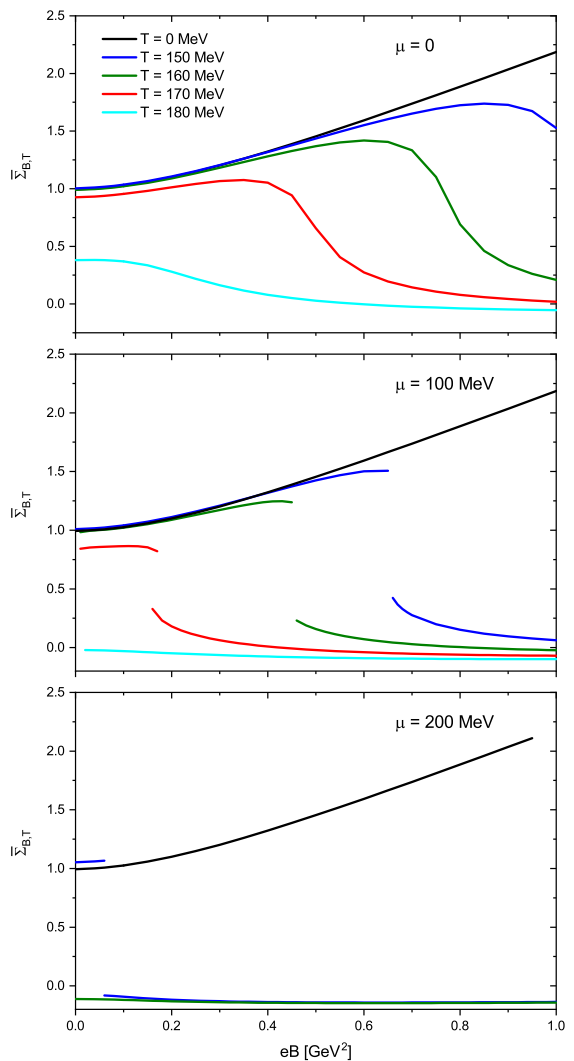 2.5
2.0
1.5
1.0
0.5
0.0
Σ̅B,T
T = 0 MeV
T = 150 MeV
T = 160 MeV
T = 170 MeV
T = 180 MeV
μ = 0
2.5
2.0
1.5
1.0
0.5
0.0
Σ̅B,T
μ = 100 MeV
2.5
2.0
1.5
1.0
0.5
0.0
Σ̅B,T
μ = 200 MeV
0.0 0.2 0.4 0.6 0.8 1.0
eB [GeV²]